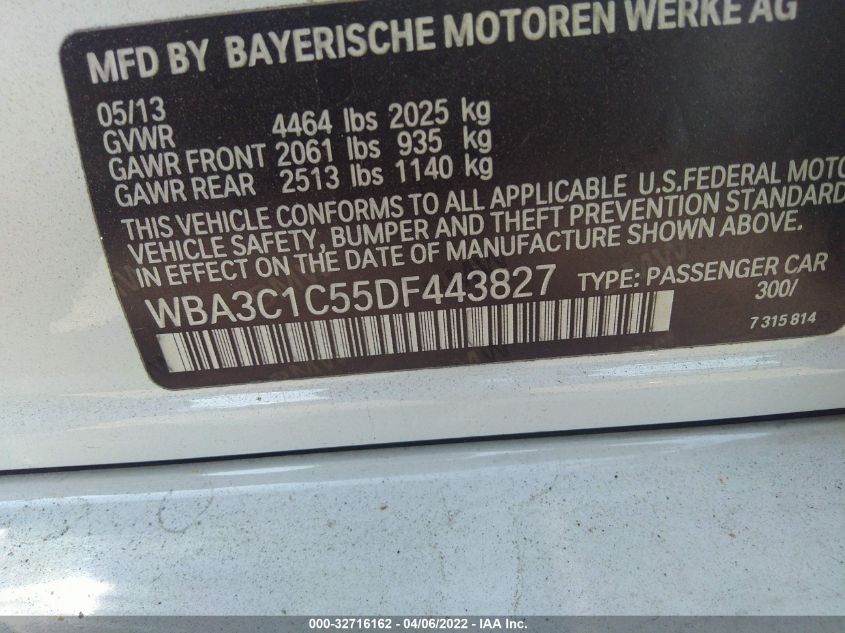 MFD BY BAYERISCHE MOTOREN WERKE AG
05/13
GVWR 4464 lbs 2025 kg
GAWR FRONT 2061 lbs 935 kg
GAWR REAR 2513 lbs 1140 kg
THIS VEHICLE CONFORMS TO ALL APPLICABLE U.S.FEDERAL MOTO
VEHICLE SAFETY, BUMPER AND THEFT PREVENTION STANDARD
IN EFFECT ON THE DATE OF MANUFACTURE SHOWN ABOVE.
WBA3C1C55DF443827 TYPE: PASSENGER CAR
300/
7 315 814
000-32716162 - 04/06/2022 - IAA Inc.